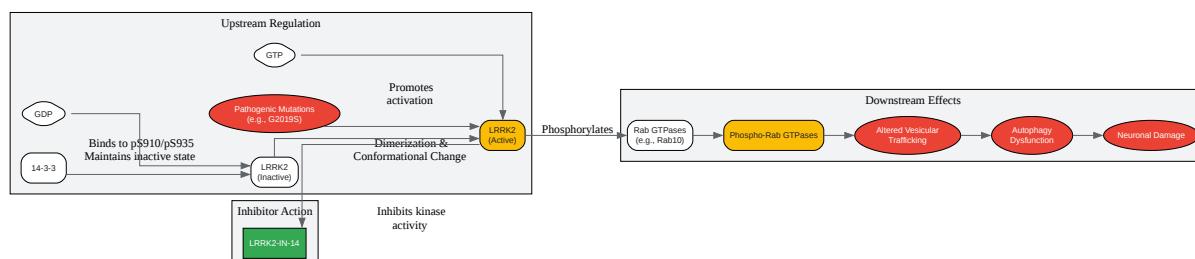 Upstream Regulation
GTP
Promotes
activation
Pathogenic Mutations
(e.g., G2019S)
GDP
LRRK2
(Active)
Binds to pS910/pS935
Maintains inactive state
Dimerization &
Conformational Change
14-3-3
LRRK2
(Inactive)
Phosphorylates
Downstream Effects
Rab GTPases
(e.g., Rab10)
Phospho-Rab GTPases
Altered Vesicular
Trafficking
Autophagy
Dysfunction
Neuronal Damage
Inhibitor Action
Inhibits kinase
activity
LRRK2-IN-14